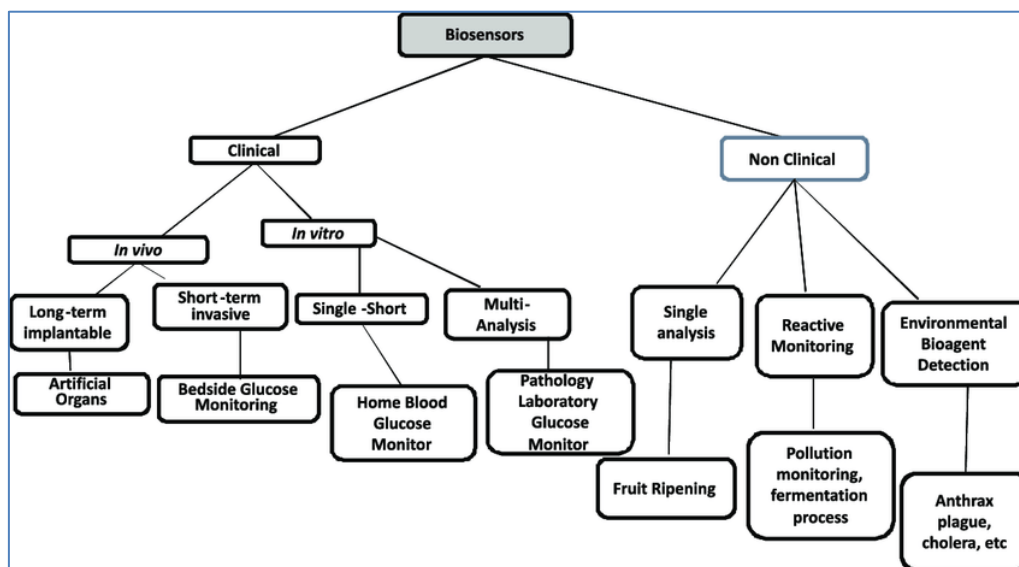 Biosensors
Clinical
Non Clinical
In vivo
In vitro
Long-term
implantable
Short-term
invasive
Single -Short
Multi-
Analysis
Single
analysis
Reactive
Monitoring
Environmental
Bioagent
Detection
Artificial
Organs
Bedside Glucose
Monitoring
Home Blood
Glucose
Monitor
Pathology
Laboratory
Glucose
Monitor
Fruit Ripening
Pollution
monitoring,
fermentation
process
Anthrax
plague,
cholera, etc